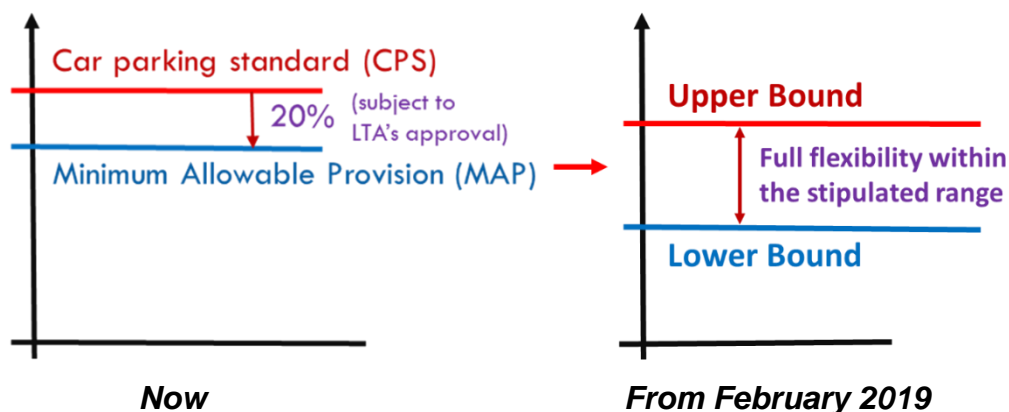 Car parking standard (CPS)
20%
(subject to
LTA's approval)
Minimum Allowable Provision (MAP)
Now
Upper Bound
Full flexibility within
the stipulated range
Lower Bound
From February 2019